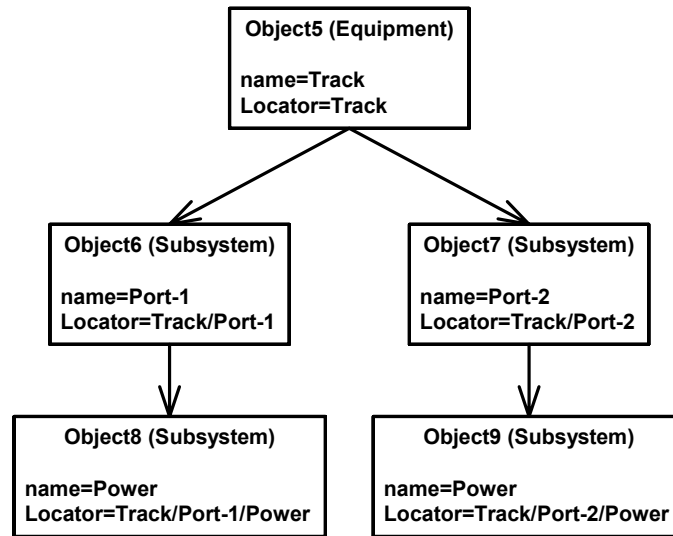 Object5 (Equipment)
name=Track
Locator=Track
Object6 (Subsystem)
name=Port-1
Locator=Track/Port-1
Object7 (Subsystem)
name=Port-2
Locator=Track/Port-2
Object8 (Subsystem)
name=Power
Locator=Track/Port-1/Power
Object9 (Subsystem)
name=Power
Locator=Track/Port-2/Power